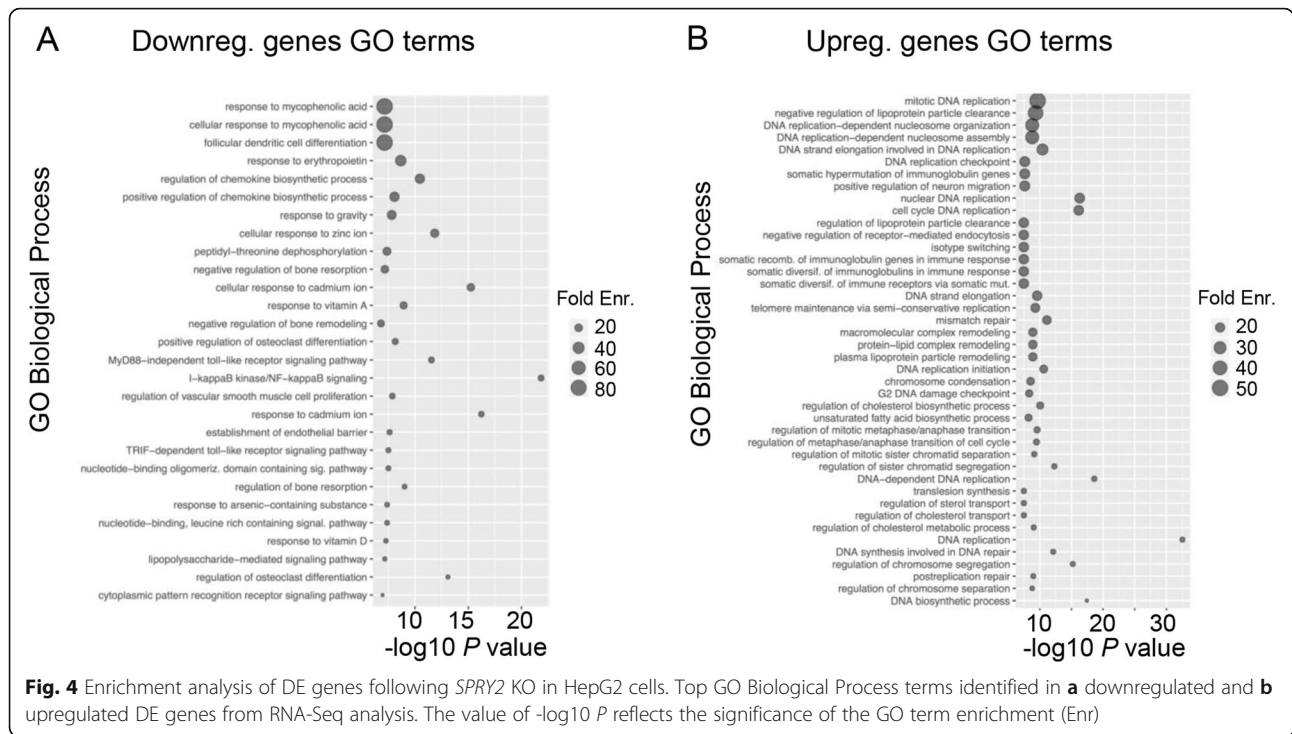 A Downreg. genes GO terms
GO Biological Process
response to mycophenolic acid
cellular response to mycophenolic acid
follicular dendritic cell differentiation
response to erythropoietin
regulation of chemokine biosynthetic process
positive regulation of chemokine biosynthetic process
response to gravity
cellular response to zinc ion
peptidyl-threonine dephosphorylation
negative regulation of bone resorption
cellular response to cadmium ion
response to vitamin A
negative regulation of bone remodeling
positive regulation of osteoclast differentiation
MyD88-independent toll-like receptor signaling pathway
I-kappaB kinase/NF-kappaB signaling
regulation of vascular smooth muscle cell proliferation
response to cadmium ion
establishment of endothelial barrier
TRIF-dependent toll-like receptor signaling pathway
nucleotide-binding oligomeriz. domain containing sig. pathway
regulation of bone resorption
response to arsenic-containing substance
nucleotide-binding, leucine rich containing signal. pathway
response to vitamin D
lipopolysaccharide-mediated signaling pathway
regulation of osteoclast differentiation
cytoplasmic pattern recognition receptor signaling pathway
10 15 20
-log10 P value
Fold Enr.
20
40
60
80
B Upreg. genes GO terms
GO Biological Process
mitotic DNA replication
negative regulation of lipoprotein particle clearance
DNA replication-dependent nucleosome organization
DNA replication-dependent nucleosome assembly
DNA strand elongation involved in DNA replication
DNA replication checkpoint
somatic hypermutation of immunoglobulin genes
positive regulation of neuron migration
nuclear DNA replication
cell cycle DNA replication
regulation of lipoprotein particle clearance
negative regulation of receptor-mediated endocytosis
isotype switching
somatic recomb. of immunoglobulin genes in immune response
somatic diversif. of immunoglobulins in immune response
somatic diversif. of immune receptors via somatic mut.
DNA strand elongation
telomere maintenance via semi-conservative replication
mismatch repair
macromolecular complex remodeling
protein-lipid complex remodeling
plasma lipoprotein particle remodeling
DNA replication initiation
chromosome condensation
G2 DNA damage checkpoint
regulation of cholesterol biosynthetic process
unsaturated fatty acid biosynthetic process
regulation of mitotic metaphase/anaphase transition
regulation of metaphase/anaphase transition of cell cycle
regulation of mitotic sister chromatid separation
regulation of sister chromatid segregation
DNA-dependent DNA replication
translesion synthesis
regulation of sterol transport
regulation of cholesterol transport
regulation of cholesterol metabolic process
DNA replication
DNA synthesis involved in DNA repair
regulation of chromosome segregation
postreplication repair
regulation of chromosome separation
DNA biosynthetic process
10 20 30
-log10 P value
Fold Enr.
20
30
40
50
Fig. 4 Enrichment analysis of DE genes following SPRY2 KO in HepG2 cells. Top GO Biological Process terms identified in a downregulated and b
upregulated DE genes from RNA-Seq analysis. The value of -log10 P reflects the significance of the GO term enrichment (Enr)